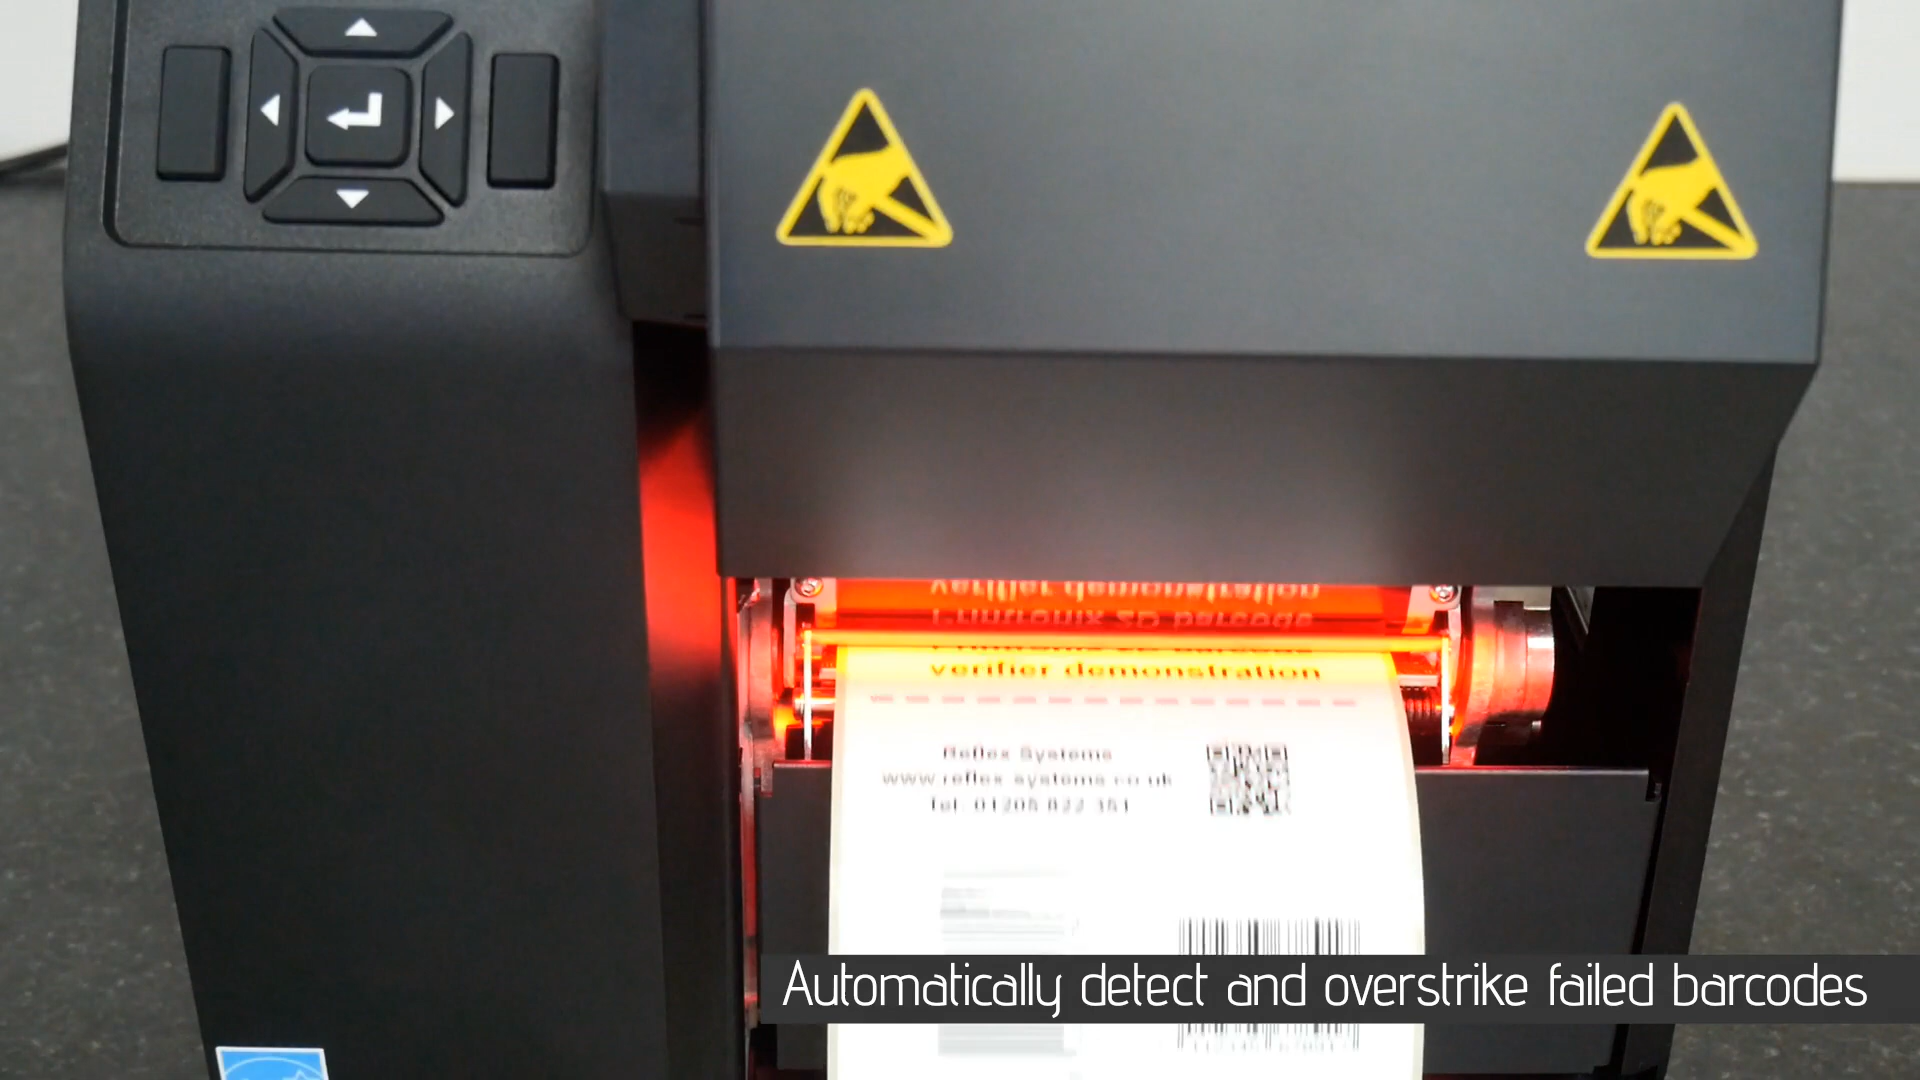 verifier demonstration
Reflex Systems
www.reflex-systems.co.uk
Tel: 01205 822 351
Automatically detect and overstrike failed barcodes